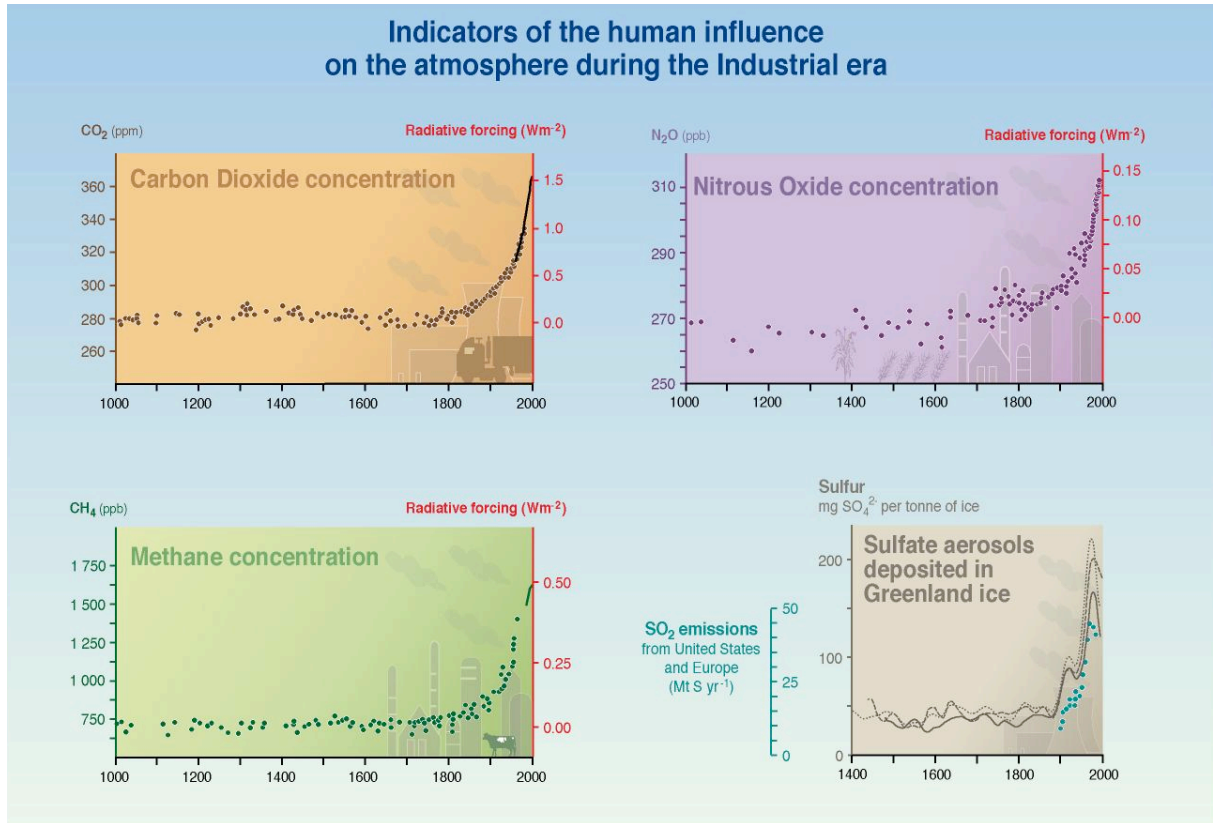 Indicators of the human influence
on the atmosphere during the Industrial era
CO₂ (ppm)
Radiative forcing (Wm⁻²)
Carbon Dioxide concentration
360
340
320
300
280
260
1.5
1.0
0.5
0.0
1000 1200 1400 1600 1800 2000
N₂O (ppb)
Radiative forcing (Wm⁻²)
Nitrous Oxide concentration
310
290
270
250
0.15
0.10
0.05
0.00
1000 1200 1400 1600 1800 2000
CH₄ (ppb)
Radiative forcing (Wm⁻²)
Methane concentration
1 750
1 500
1 250
1 000
750
0.50
0.25
0.00
1000 1200 1400 1600 1800 2000
Sulfur
mg SO₄²⁻ per tonne of ice
Sulfate aerosols
deposited in
Greenland ice
200
100
0
SO₂ emissions
from United States
and Europe
(Mt S yr⁻¹)
50
25
0
1400 1600 1800 2000